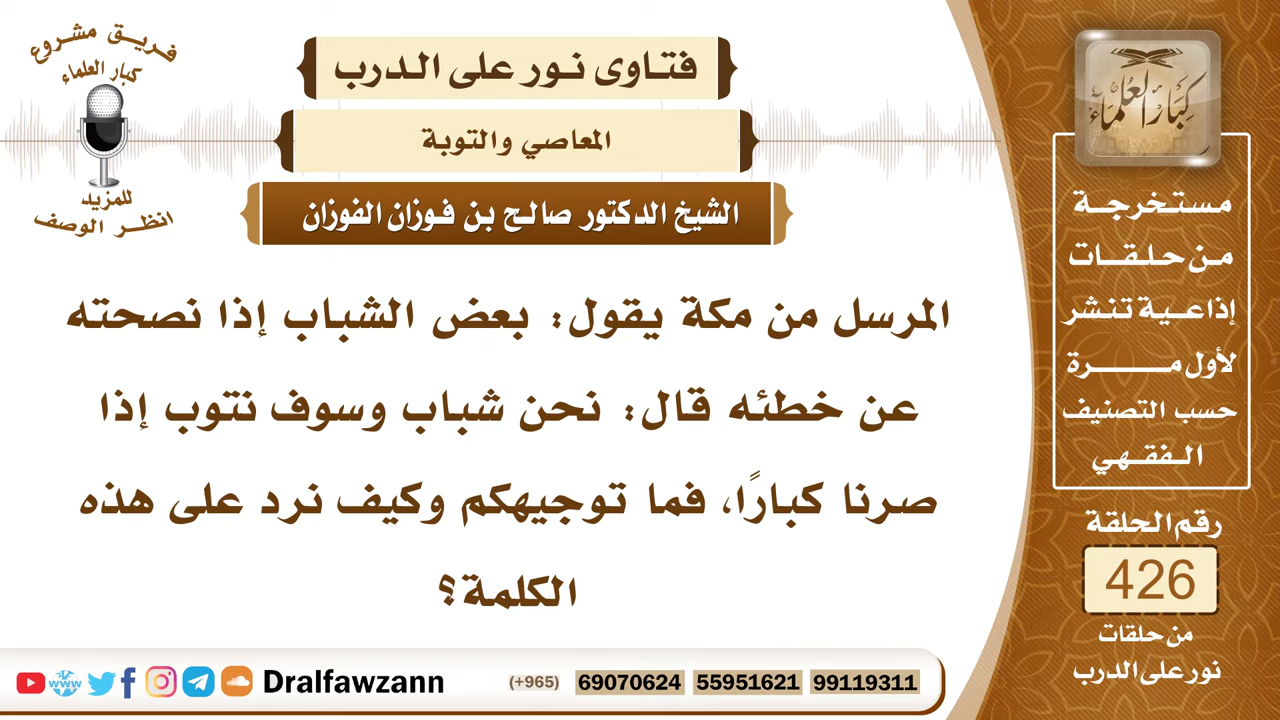 فريق مشروع
كبار العلماء
للمزيد
انظر الوصف
فتاوى نور على الدرب
المعاصي والتوبة
الشيخ الدكتور صالح بن فوزان الفوزان
المرسل من مكة يقول: بعض الشباب إذا نصحته
عن خطئه قال: نحن شباب وسوف نتوب إذا
صرنا كبارًا، فما توجيهكم وكيف نرد على هذه
الكلمة؟
كبار العلماء
مستخرجة
من حلقات
إذاعية تنشر
لأول مرة
حسب التصنيف
الفقهي
رقم الحلقة
426
من حلقات
نور على الدرب
www Dralfawzann (+965) 69070624 55951621 99119311